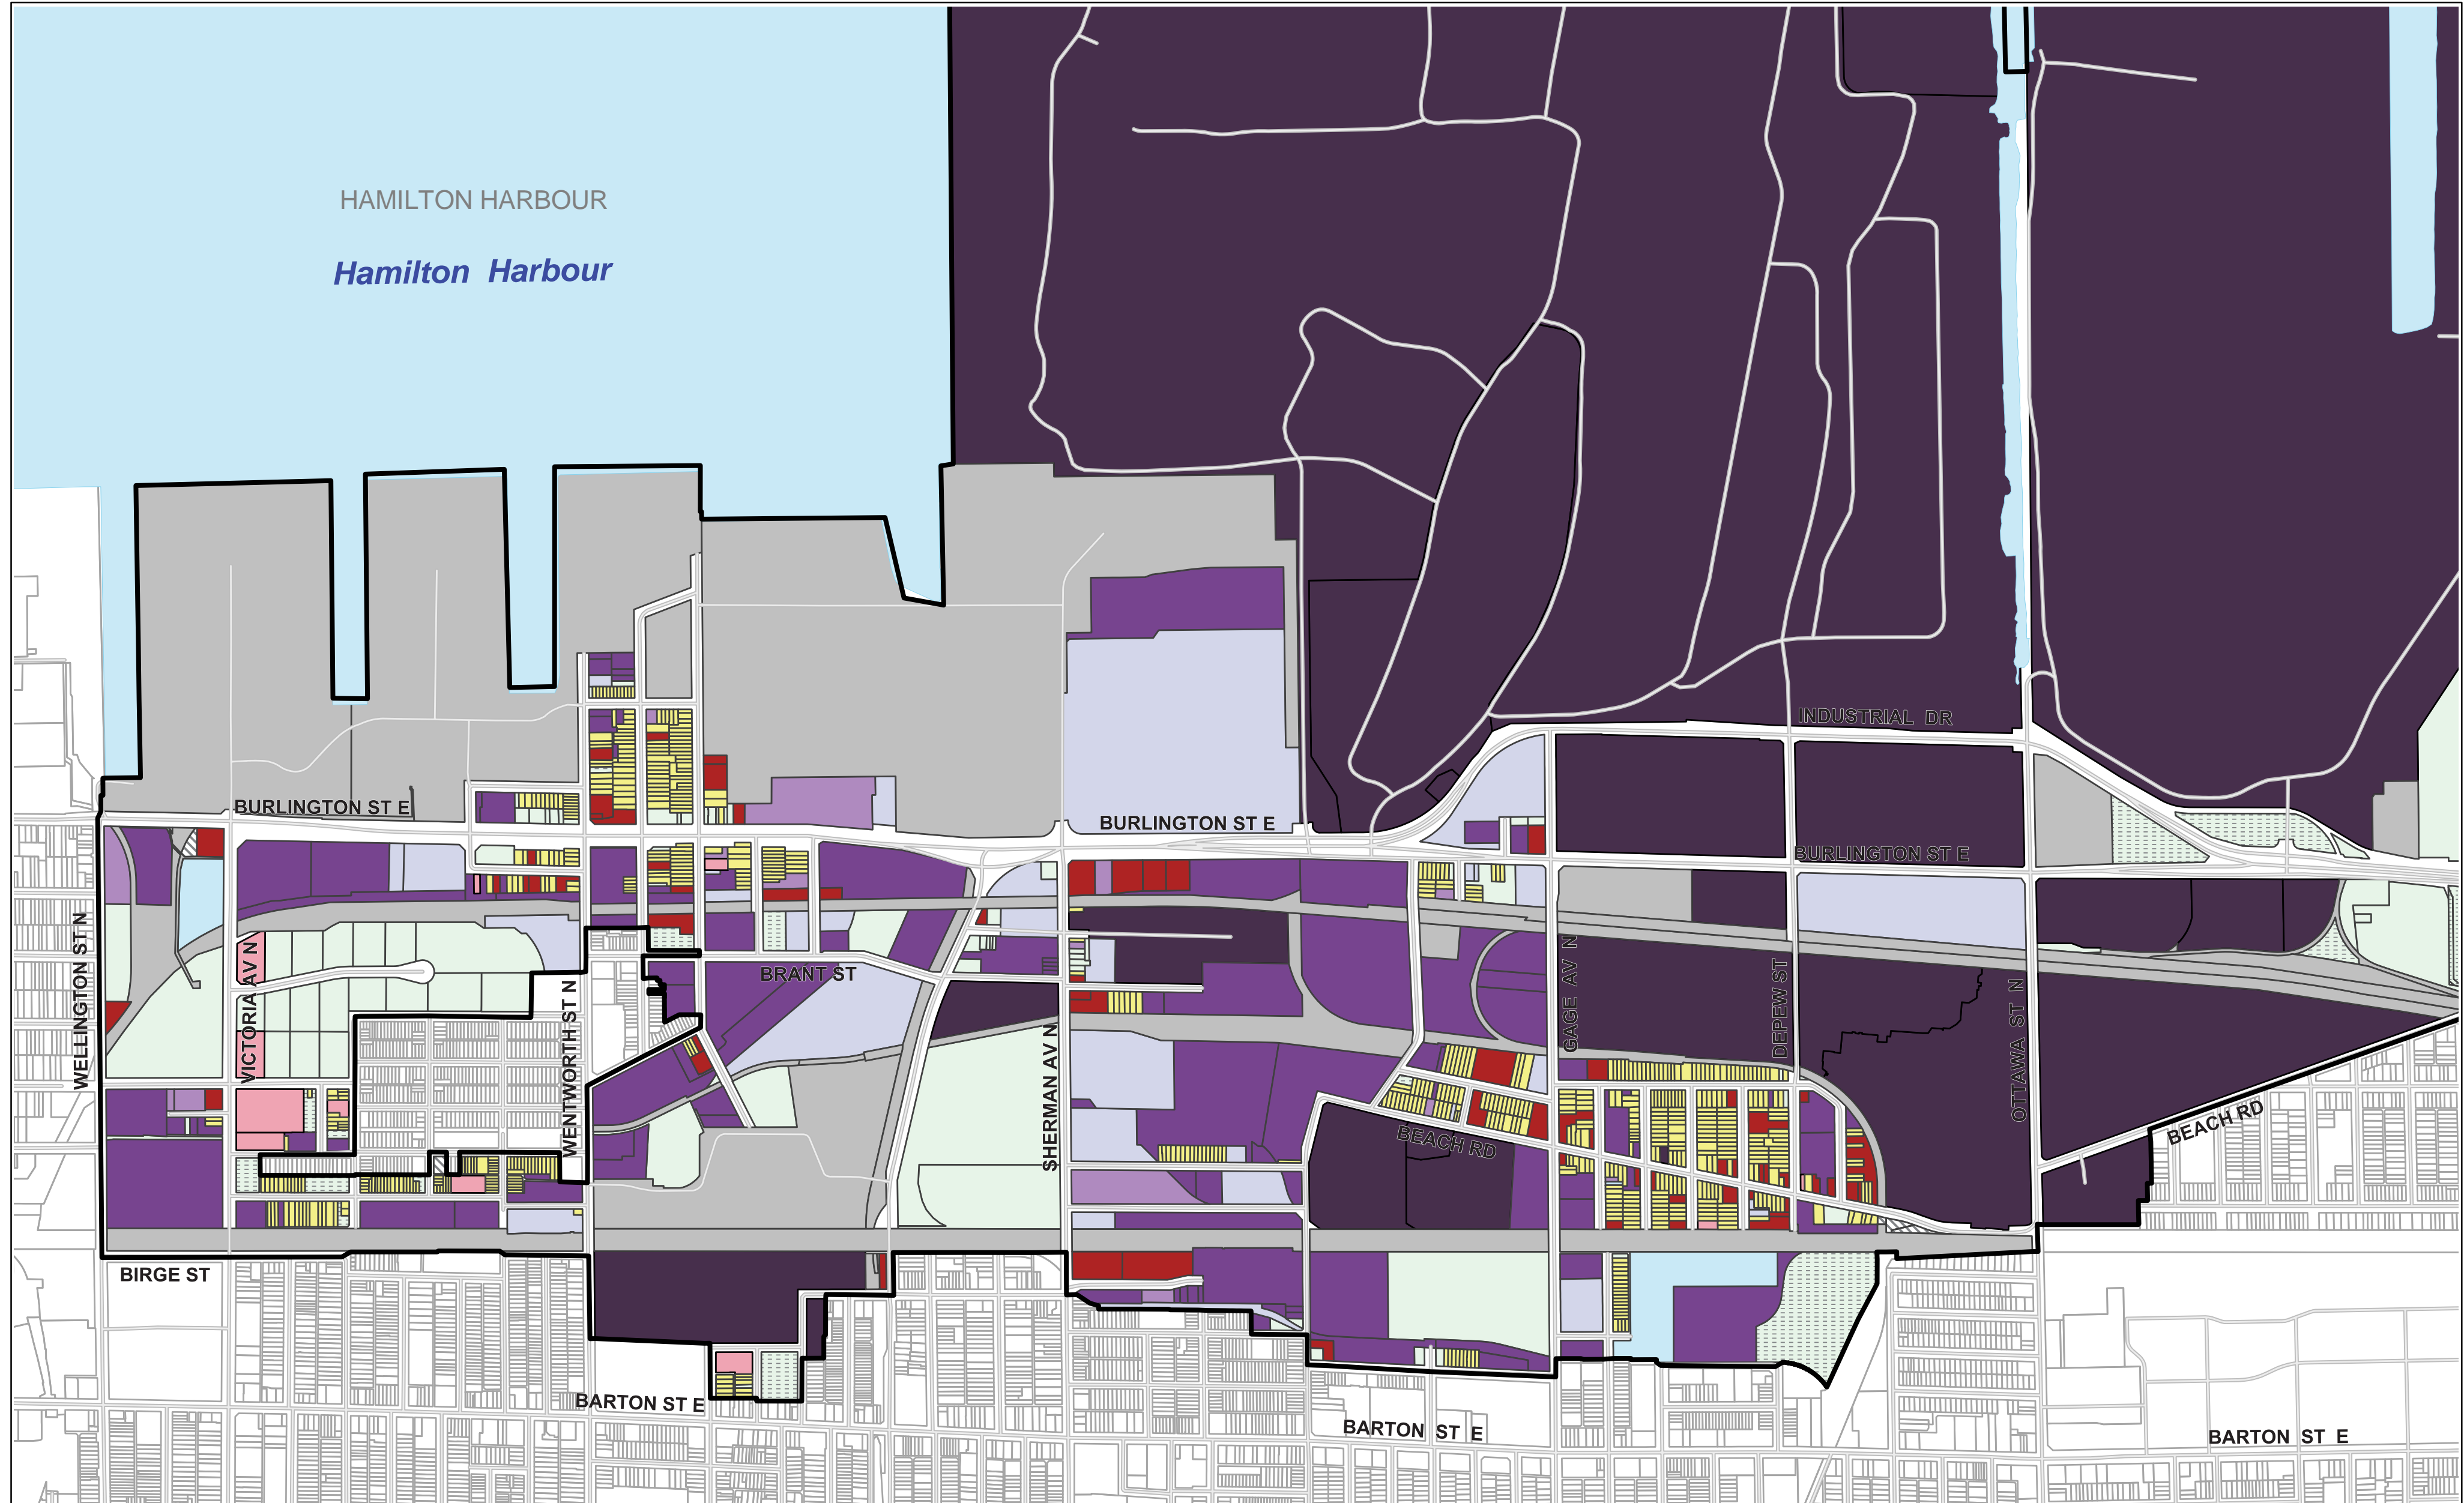 HAMILTON HARBOUR
Hamilton Harbour
INDUSTRIAL DR
BURLINGTON ST E
BURLINGTON ST E
BURLINGTON ST E
WELLINGTON ST N
VICTORIA AV N
WENTWORTH ST N
BRANT ST
SHERMAN AV N
GAGE AV N
DEPEW ST
OTTAWA ST N
BEACH RD
BEACH RD
BIRGE ST
BARTON ST E
BARTON ST E
BARTON ST E